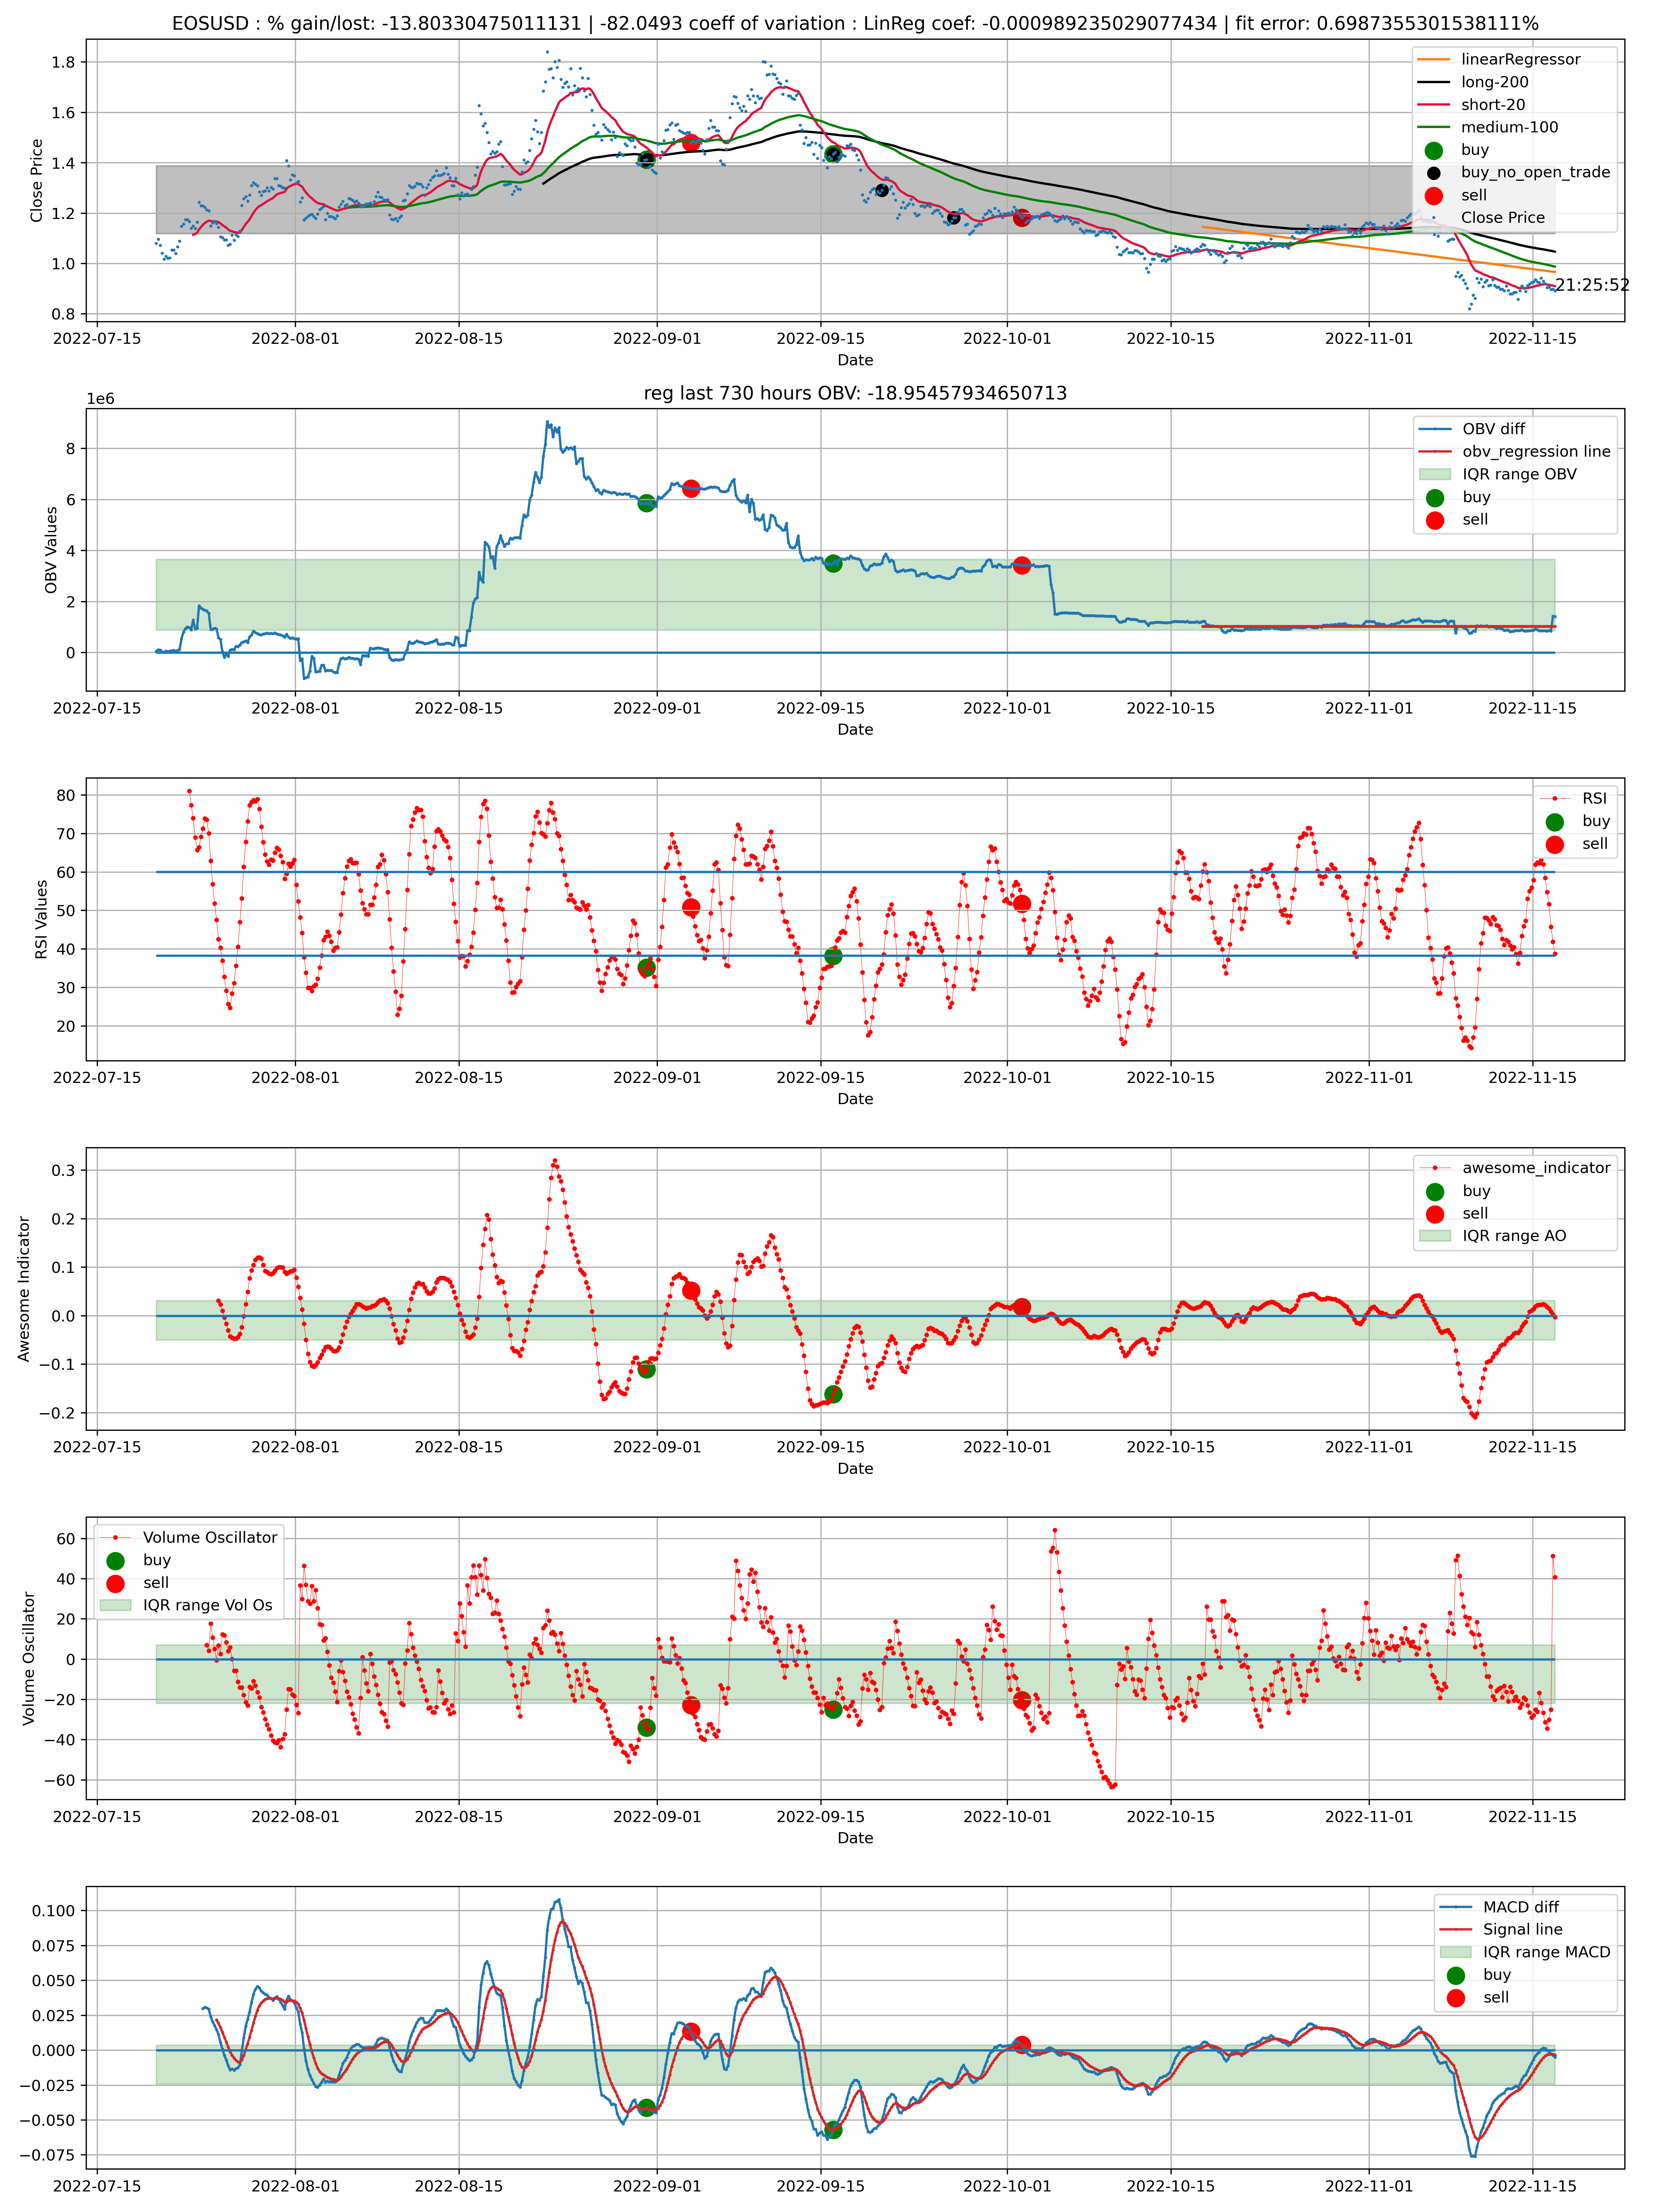 EOSUSD : % gain/lost: -13.80330475011131 | -82.0493 coeff of variation : LinReg coef: -0.000989235029077434 | fit error: 0.6987355301538111%
linearRegressor
long-200
short-20
medium-100
buy
buy_no_open_trade
sell
Close Price
Close Price
1.8
1.6
1.4
1.2
1.0
0.8
21:25:52
2022-07-15 2022-08-01 2022-08-15 2022-09-01 2022-09-15 2022-10-01 2022-10-15 2022-11-01 2022-11-15
Date
reg last 730 hours OBV: -18.95457934650713
1e6
OBV diff
obv_regression line
IQR range OBV
buy
sell
OBV Values
8
6
4
2
0
2022-07-15 2022-08-01 2022-08-15 2022-09-01 2022-09-15 2022-10-01 2022-10-15 2022-11-01 2022-11-15
Date
RSI
buy
sell
RSI Values
80
70
60
50
40
30
20
2022-07-15 2022-08-01 2022-08-15 2022-09-01 2022-09-15 2022-10-01 2022-10-15 2022-11-01 2022-11-15
Date
awesome_indicator
buy
sell
IQR range AO
Awesome Indicator
0.3
0.2
0.1
0.0
−0.1
−0.2
2022-07-15 2022-08-01 2022-08-15 2022-09-01 2022-09-15 2022-10-01 2022-10-15 2022-11-01 2022-11-15
Date
Volume Oscillator
buy
sell
IQR range Vol Os
Volume Oscillator
60
40
20
0
−20
−40
−60
2022-07-15 2022-08-01 2022-08-15 2022-09-01 2022-09-15 2022-10-01 2022-10-15 2022-11-01 2022-11-15
Date
MACD diff
Signal line
IQR range MACD
buy
sell
0.100
0.075
0.050
0.025
0.000
−0.025
−0.050
−0.075
2022-07-15 2022-08-01 2022-08-15 2022-09-01 2022-09-15 2022-10-01 2022-10-15 2022-11-01 2022-11-15